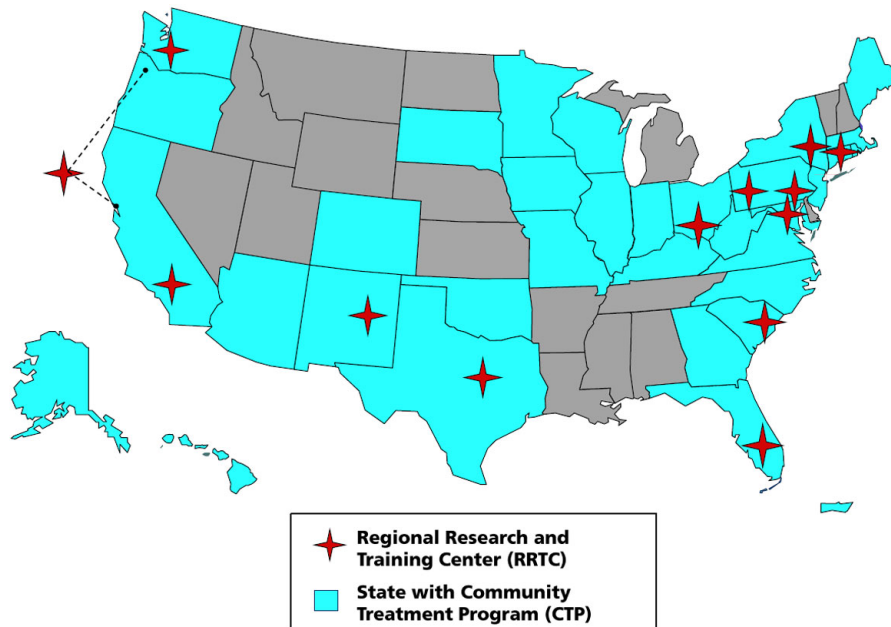 Regional Research and
Training Center (RRTC)
State with Community
Treatment Program (CTP)